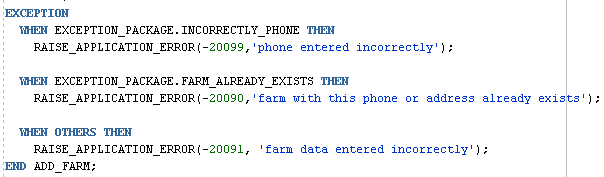 EXCEPTION
WHEN EXCEPTION_PACKAGE.INCORRECTLY_PHONE THEN
RAISE_APPLICATION_ERROR(-20099,'phone entered incorrectly');
WHEN EXCEPTION_PACKAGE.FARM_ALREADY_EXISTS THEN
RAISE_APPLICATION_ERROR(-20090,'farm with this phone or address already exists');
WHEN OTHERS THEN
RAISE_APPLICATION_ERROR(-20091, 'farm data entered incorrectly');
END ADD_FARM;